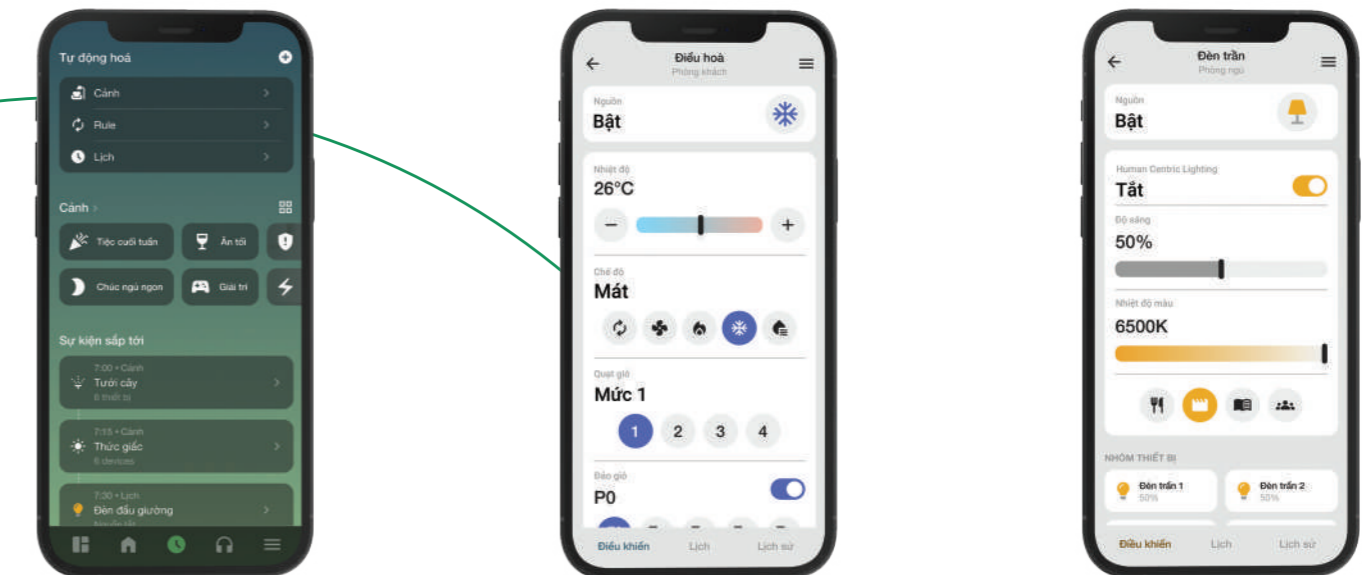 Tự động hoá
Cảnh
Rule
Lịch
Cảnh
Tiệc cuối tuần
Ăn tối
Chúc ngủ ngon
Giải trí
Sự kiện sắp tới
7:00 • Cảnh
Tưới cây
6 thiết bị
7:15 • Cảnh
Thức giấc
6 devices
7:30 • Lịch
Đèn đầu giường
Điều hoà
Phòng khách
Nguồn
Bật
Nhiệt độ
26°C
Chế độ
Mát
Quạt gió
Mức 1
1 2 3 4
Đảo gió
P0
Điều khiển Lịch Lịch sử
Đèn trần
Phòng ngủ
Nguồn
Bật
Human Centric Lighting
Tắt
Độ sáng
50%
Nhiệt độ màu
6500K
NHÓM THIẾT BỊ
Đèn trần 1
50%
Đèn trần 2
50%
Điều khiển Lịch Lịch sử